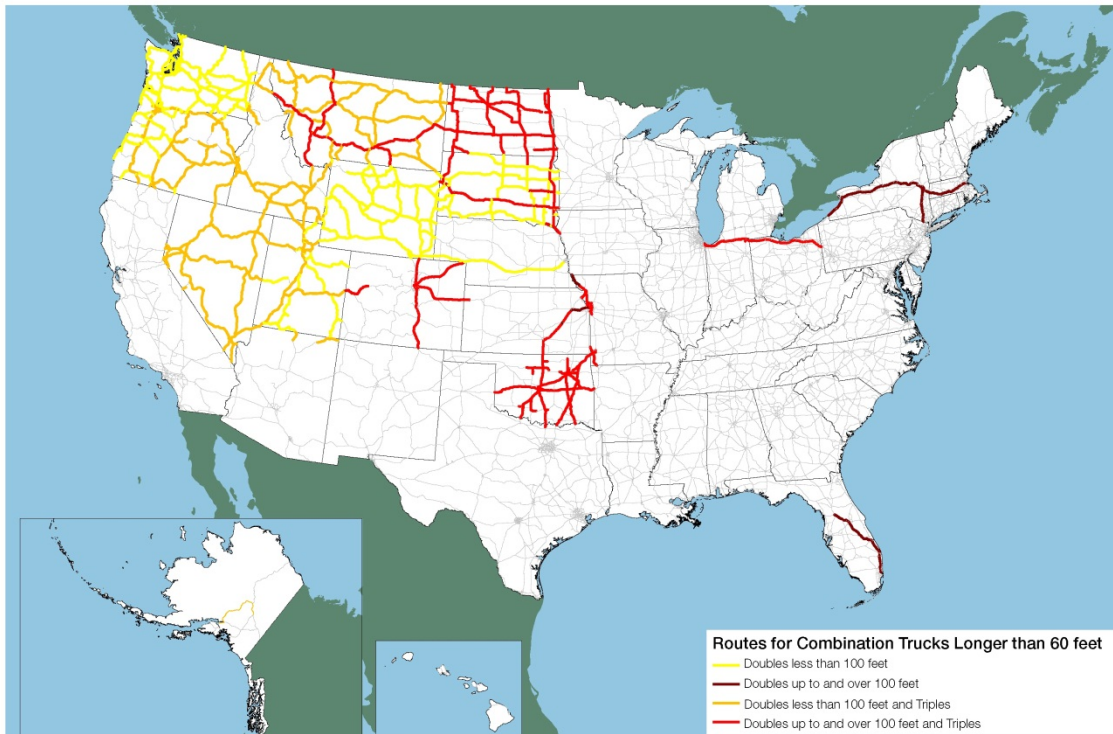 Routes for Combination Trucks Longer than 60 feet
Doubles less than 100 feet
Doubles up to and over 100 feet
Doubles less than 100 feet and Triples
Doubles up to and over 100 feet and Triples